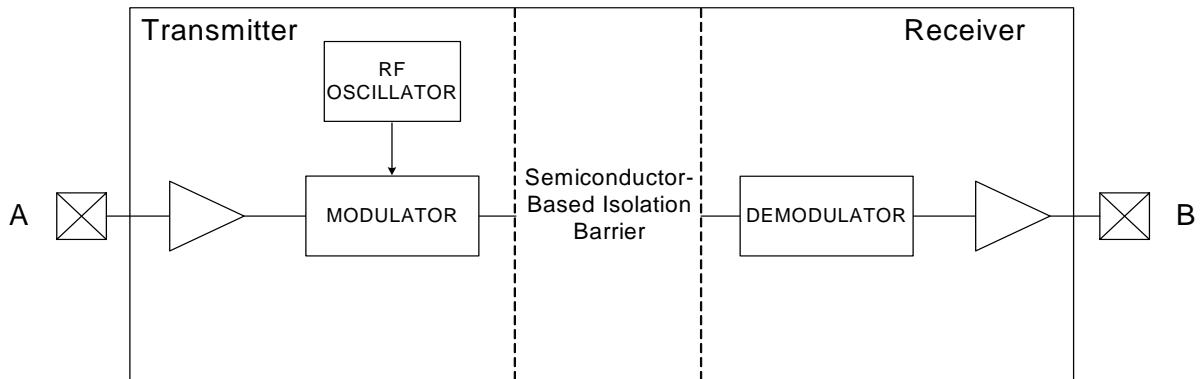 Transmitter
Receiver
RF
OSCILLATOR
A
MODULATOR
Semiconductor-
Based Isolation
Barrier
DEMODULATOR
B